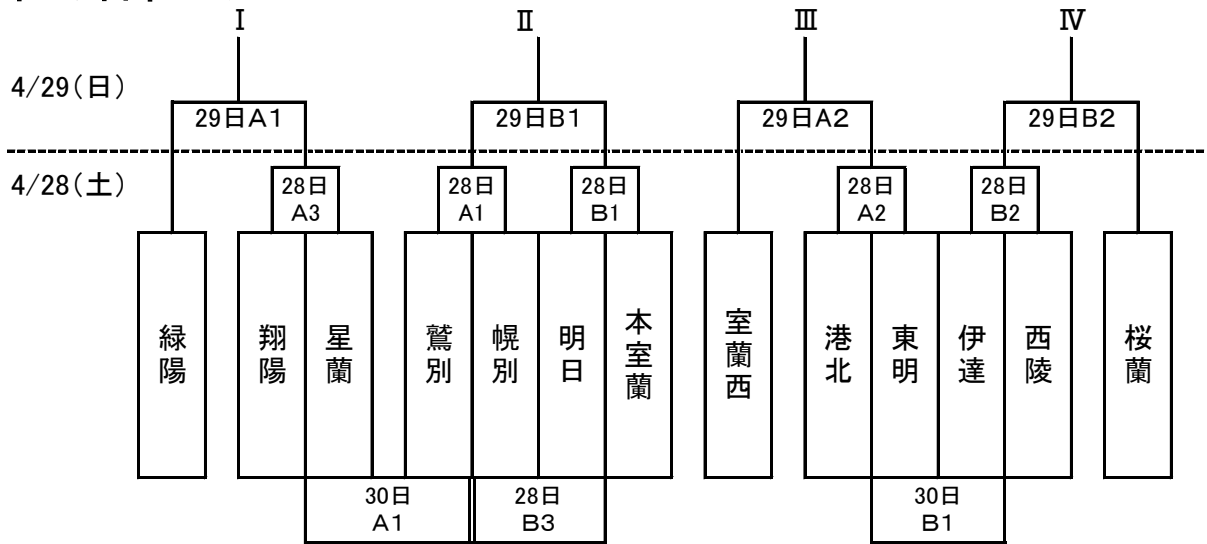 Ⅰ Ⅱ Ⅲ Ⅳ
4/29(日)
29日A1 29日B1 29日A2 29日B2
4/28(土)
28日 28日 28日 28日 28日
A3 A1 B1 A2 B2
緑陽 翔陽 星蘭 鷲別 幌別 明日 本室蘭 室蘭西 港北 東明 伊達 西陵 桜蘭
30日 28日 30日
A1 B3 B1